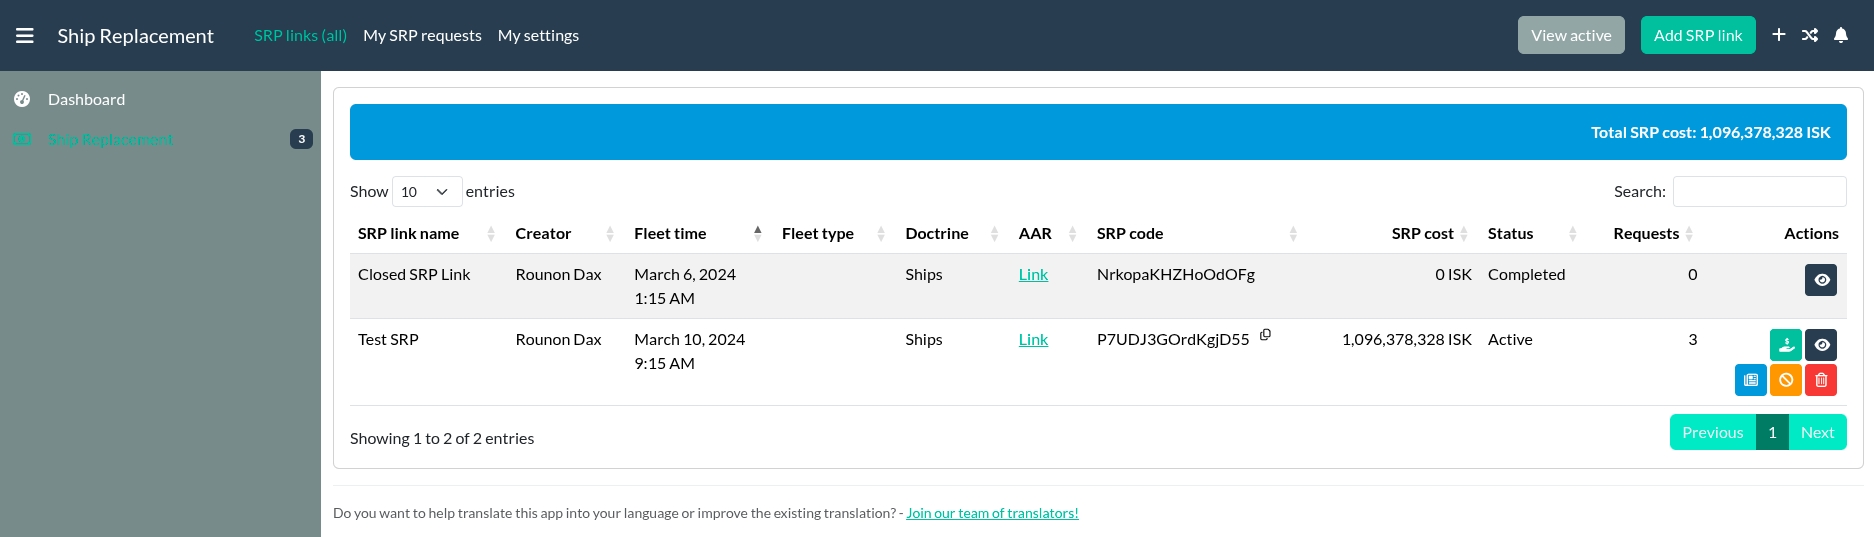 Ship Replacement SRP links (all) My SRP requests My settings View active Add SRP link
Dashboard
Ship Replacement 3
Total SRP cost: 1,096,378,328 ISK
Show 10 entries Search:
SRP link name Creator Fleet time Fleet type Doctrine AAR SRP code SRP cost Status Requests Actions
Closed SRP Link Rounon Dax March 6, 2024 Ships Link NrkopaKHZHoOdOFg 0 ISK Completed 0
1:15 AM
Test SRP Rounon Dax March 10, 2024 Ships Link P7UDJ3GOrdKgjD55 1,096,378,328 ISK Active 3
9:15 AM
Showing 1 to 2 of 2 entries Previous 1 Next
Do you want to help translate this app into your language or improve the existing translation? - Join our team of translators!